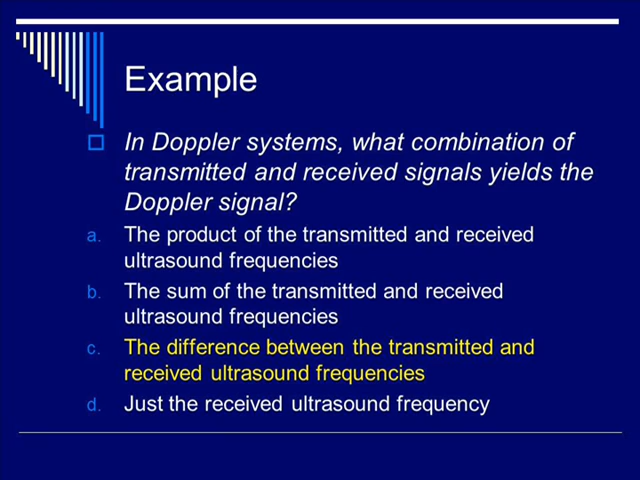 Example
In Doppler systems, what combination of
transmitted and received signals yields the
Doppler signal?
a. The product of the transmitted and received
ultrasound frequencies
b. The sum of the transmitted and received
ultrasound frequencies
c. The difference between the transmitted and
received ultrasound frequencies
d. Just the received ultrasound frequency